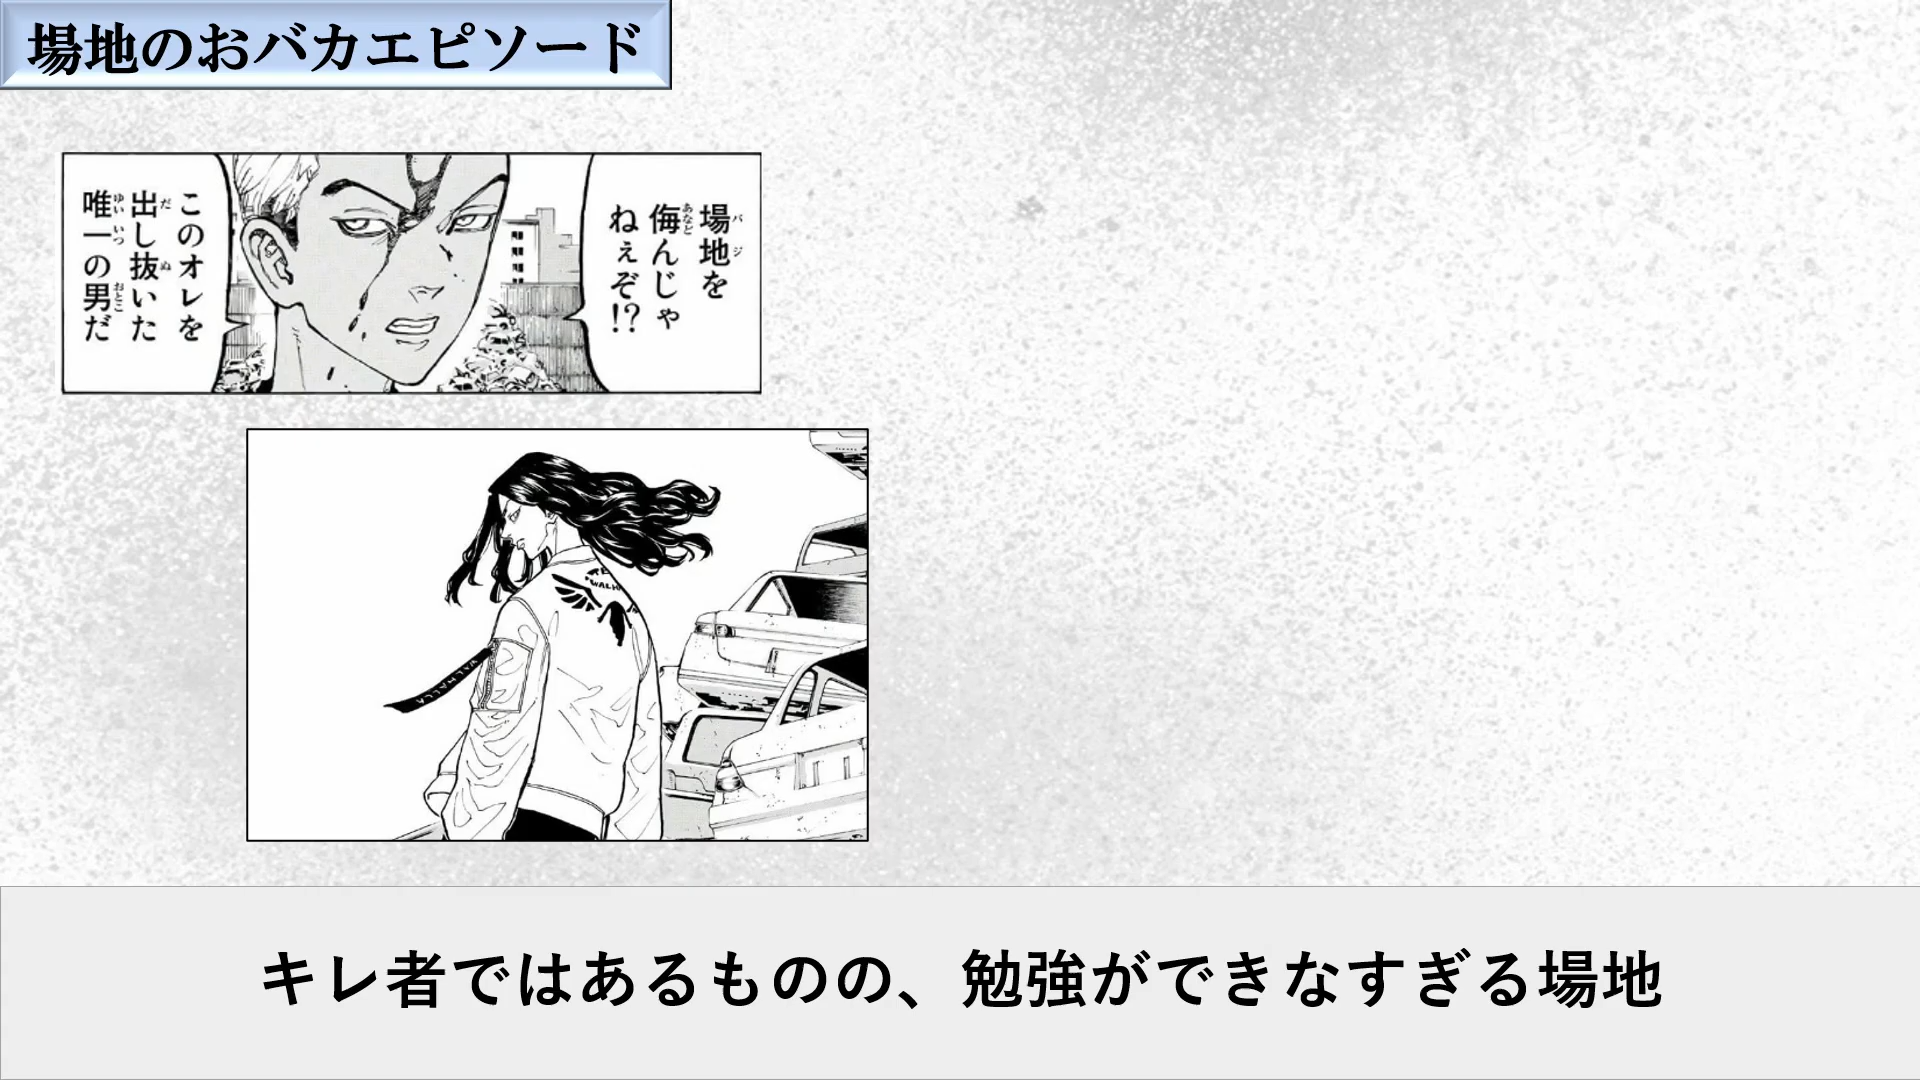 場地のおバカエピソード
場地を
侮んじゃ
ねぇぞ!?
このオレを
出し抜いた
唯一の男だ
キレ者ではあるものの、勉強ができなすぎる場地